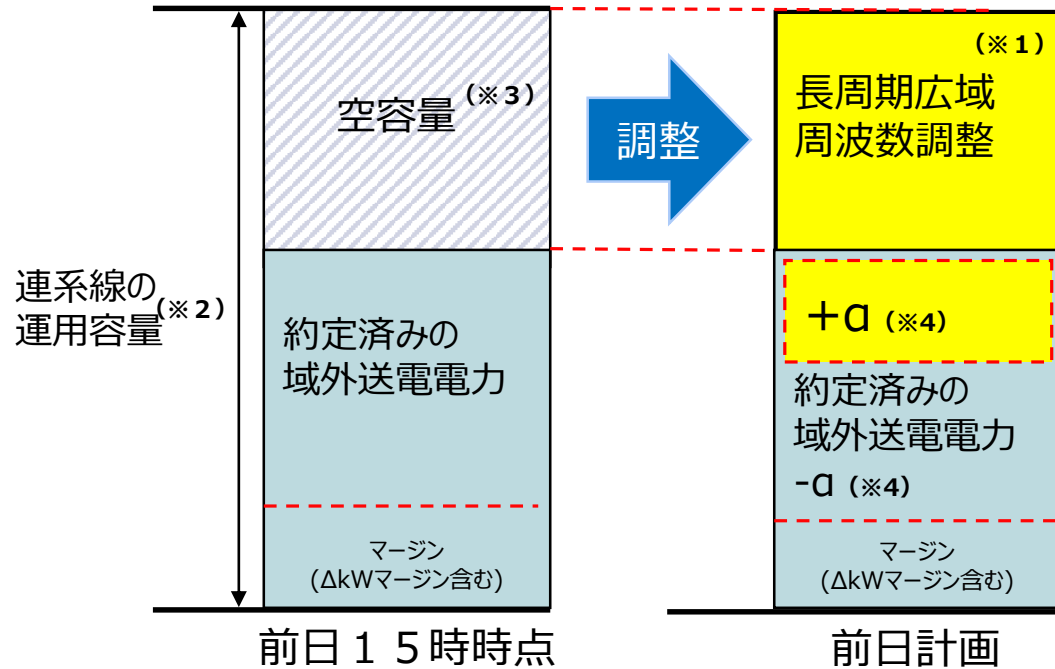 連系線の
運用容量(※2)
空容量(※3)
約定済みの
域外送電電力
マージン
(ΔkWマージン含む)
前日15時時点
調整
(※1)
長周期広域
周波数調整
+α (※4)
約定済みの
域外送電電力
-α (※4)
マージン
(ΔkWマージン含む)
前日計画